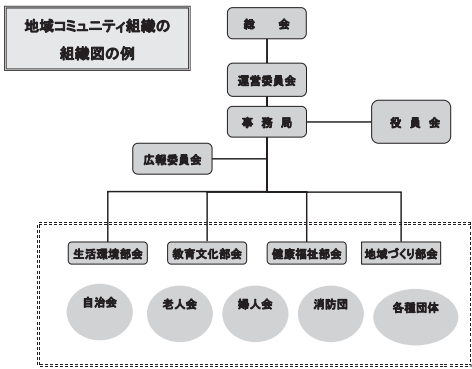 地域コミュニティ組織の
組織図の例
総　会
運営委員会
事　務　局
役　員　会
広報委員会
生活環境部会
教育文化部会
健康福祉部会
地域づくり部会
自治会
老人会
婦人会
消防団
各種団体